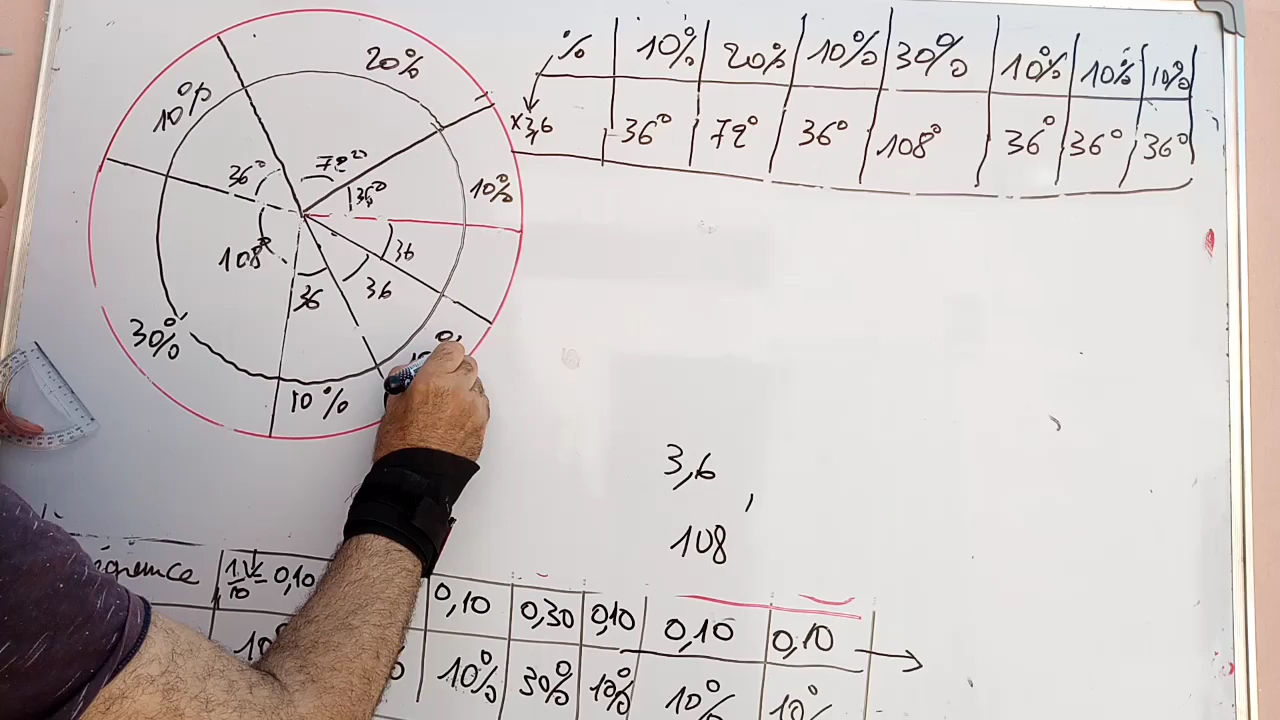 % 10% 20% 10% 30% 10% 10% 10%
x3,6 36° 72° 36° 108° 36° 36° 36°
20%
10%
72°
36° 36° 10%
108° 36
36 36
30%
10%
3,6
,
108
1/10 = 0,10 0,10 0,30 0,10 0,10 0,10
10% 30% 10% 10% 10%